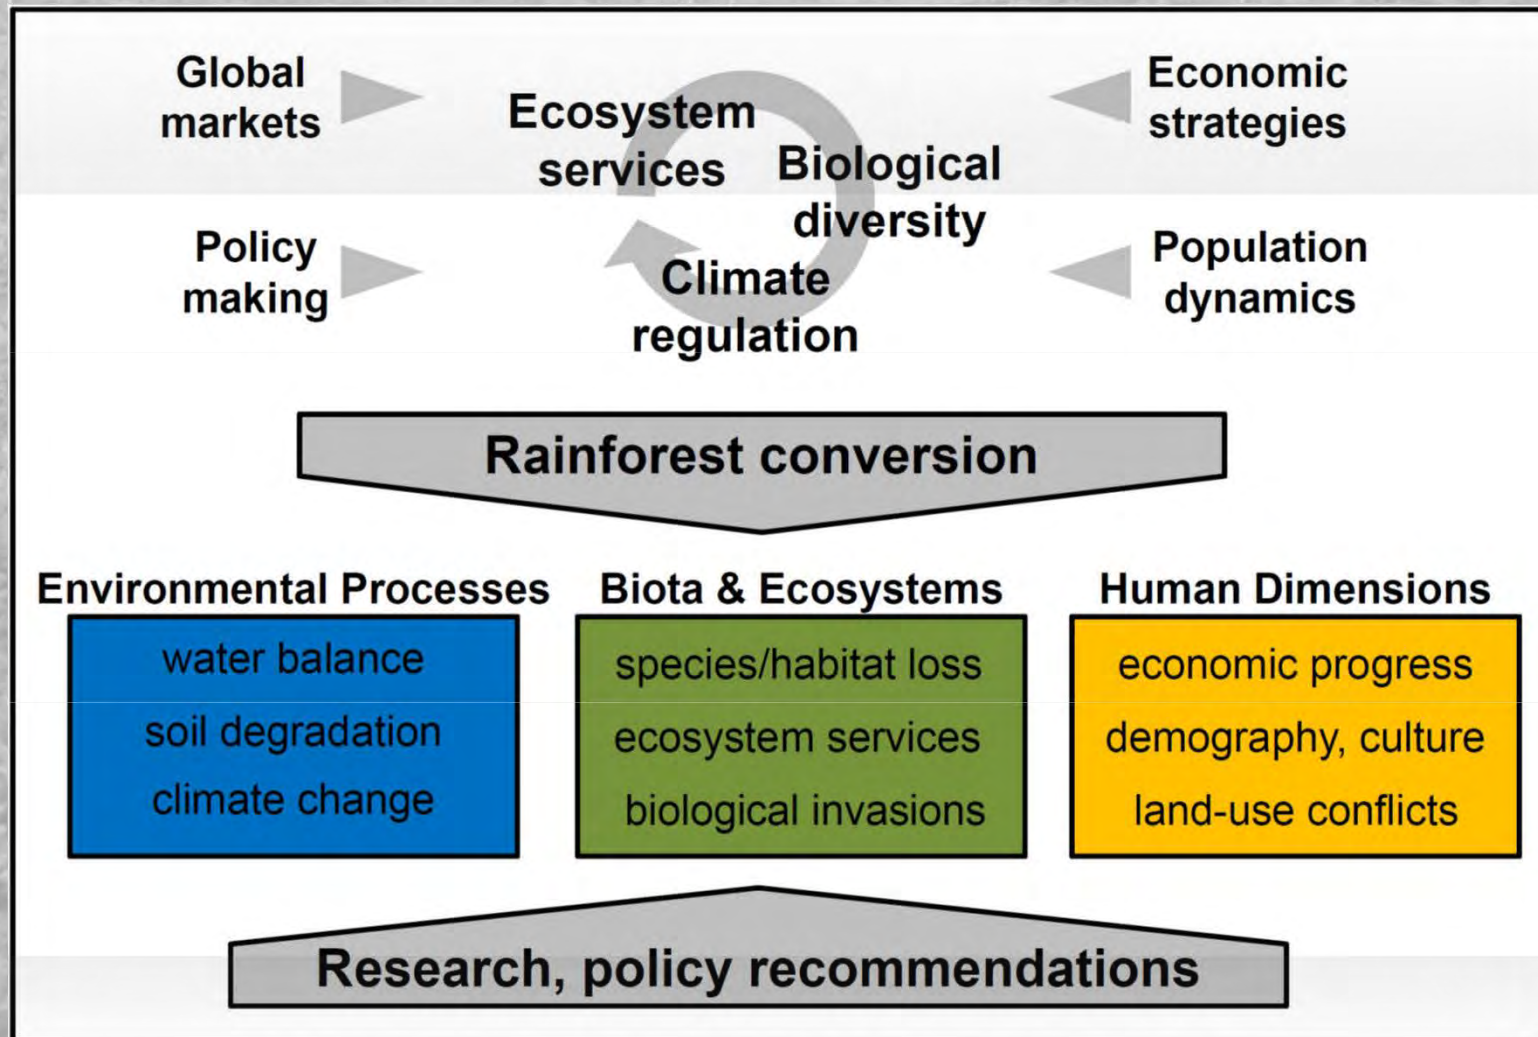 Global
markets
Ecosystem
services
Biological
diversity
Climate
regulation
Economic
strategies
Policy
making
Population
dynamics
Rainforest conversion
Environmental Processes
water balance
soil degradation
climate change
Biota & Ecosystems
species/habitat loss
ecosystem services
biological invasions
Human Dimensions
economic progress
demography, culture
land-use conflicts
Research, policy recommendations